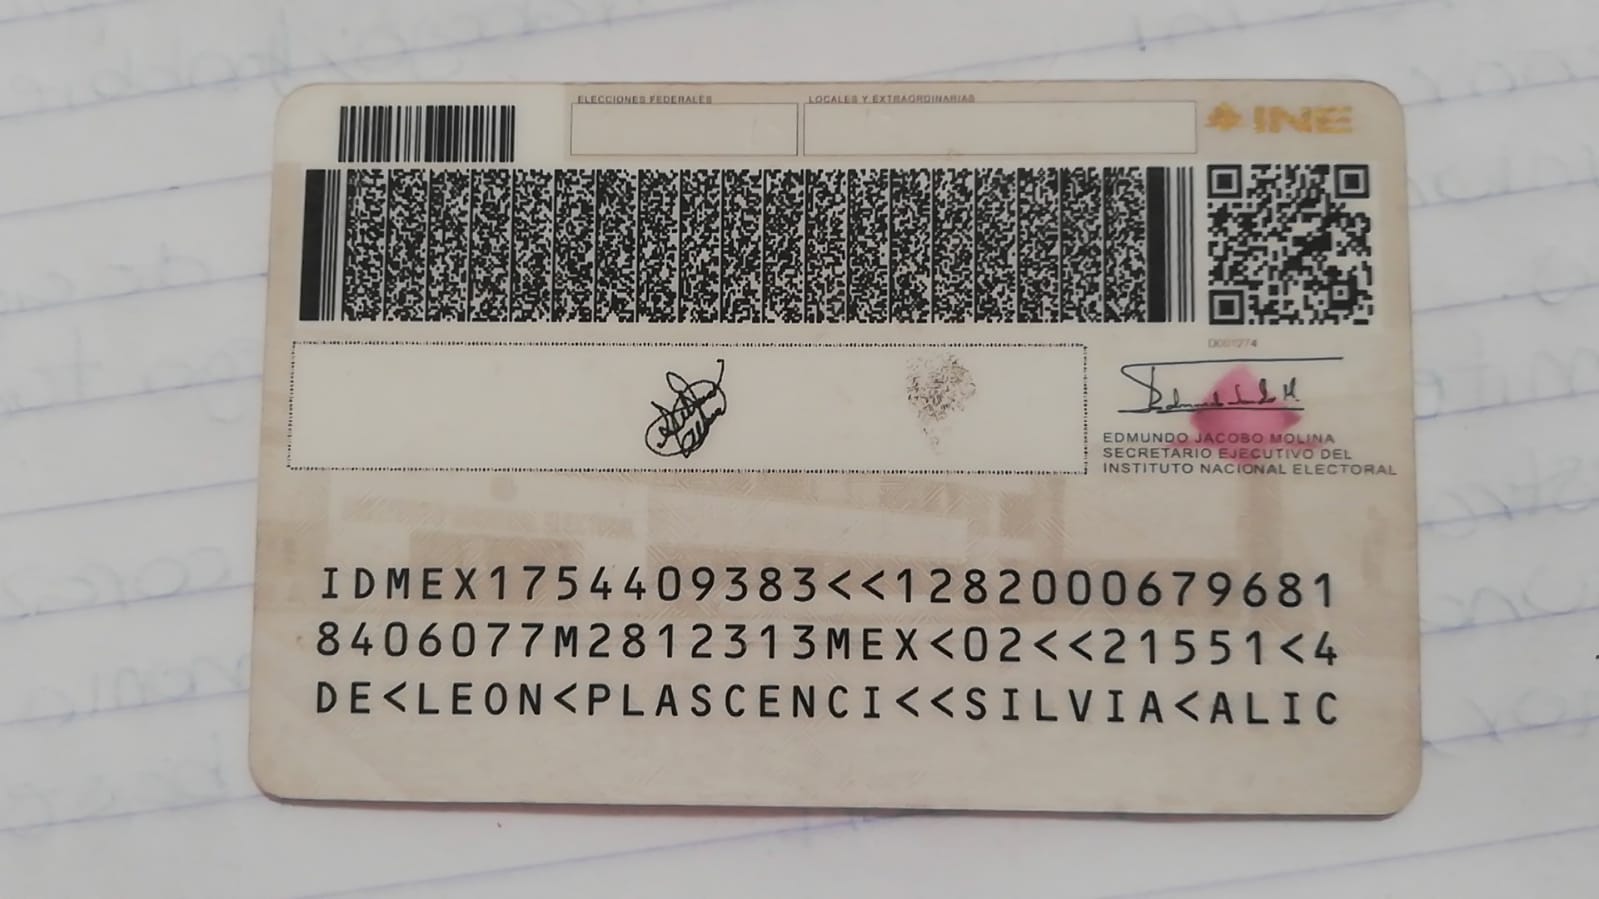 ELECCIONES FEDERALES
LOCALES Y EXTRAORDINARIAS
INE
EDMUNDO JACOBO MOLINA
SECRETARIO EJECUTIVO DEL
INSTITUTO NACIONAL ELECTORAL
IDMEX1754409383<<1282000679681
8406077M2812313MEX<02<<21551<4
DE<LEON<PLASCENCI<<SILVIA<ALIC